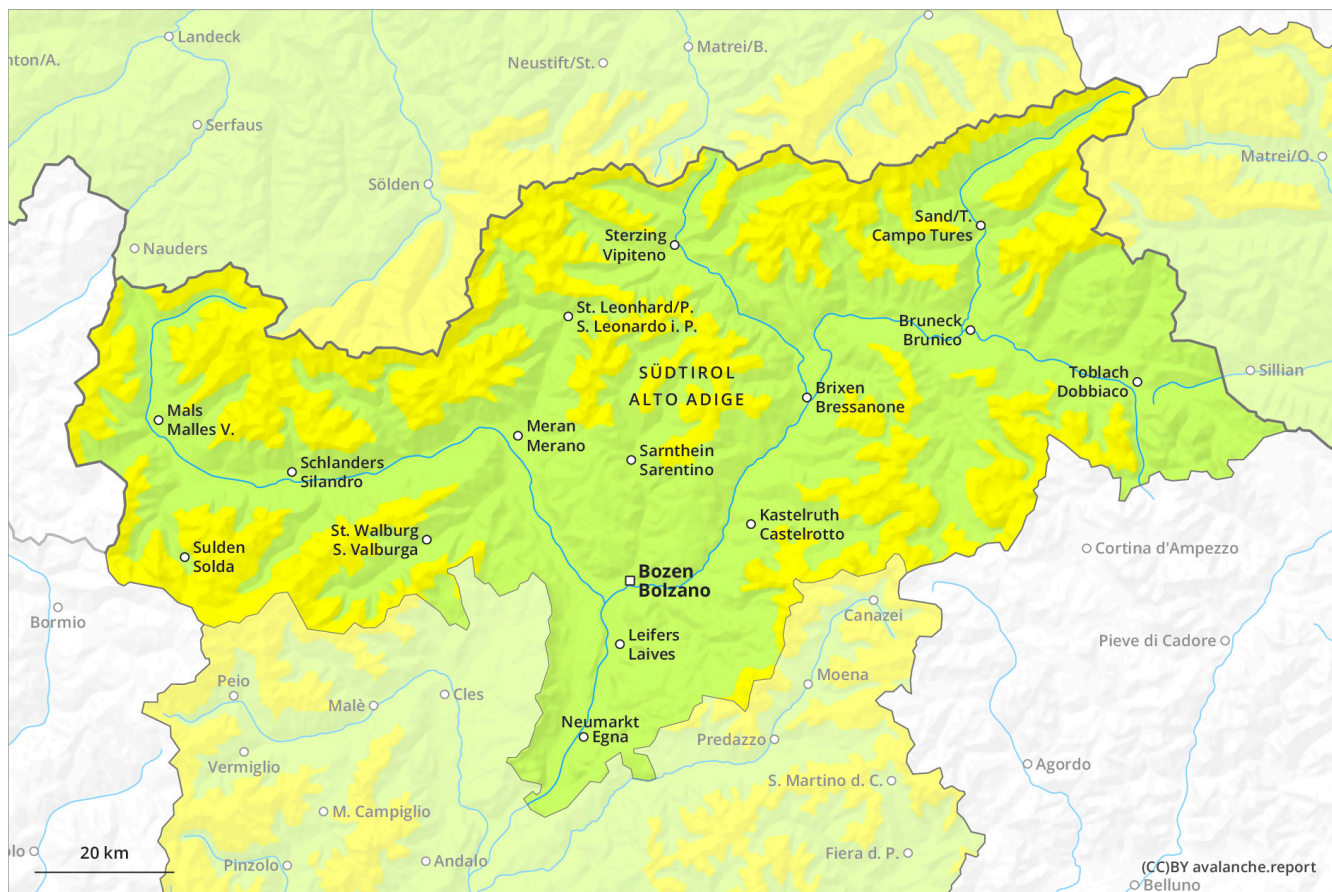 Landeck
nton/A.
Matrei/B.
Neustift/St.
Serfaus
Matrei/O.
Sölden
Sand/T.
Campo Tures
Sterzing
Vipiteno
Nauders
St. Leonhard/P.
S. Leonardo i. P.
Bruneck
Brunico
SÜDTIROL
ALTO ADIGE
Toblach
Dobbiaco
Sillian
Brixen
Bressanone
Mals
Malles V.
Meran
Merano
Schlanders
Silandro
Sarnthein
Sarentino
Kastelruth
Castelrotto
St. Walburg
S. Valburga
Sulden
Solda
Cortina d'Ampezzo
Bozen
Bolzano
Bormio
Canazei
Leifers
Laives
Pieve di Cadore
Peio
Moena
Malè
Cles
Neumarkt
Egna
Predazzo
Vermiglio
Agordo
S. Martino d. C.
M. Campiglio
olo
20 km
Pinzolo
Andalo
Fiera d. P.
(CC)BY avalanche.report
Belluno